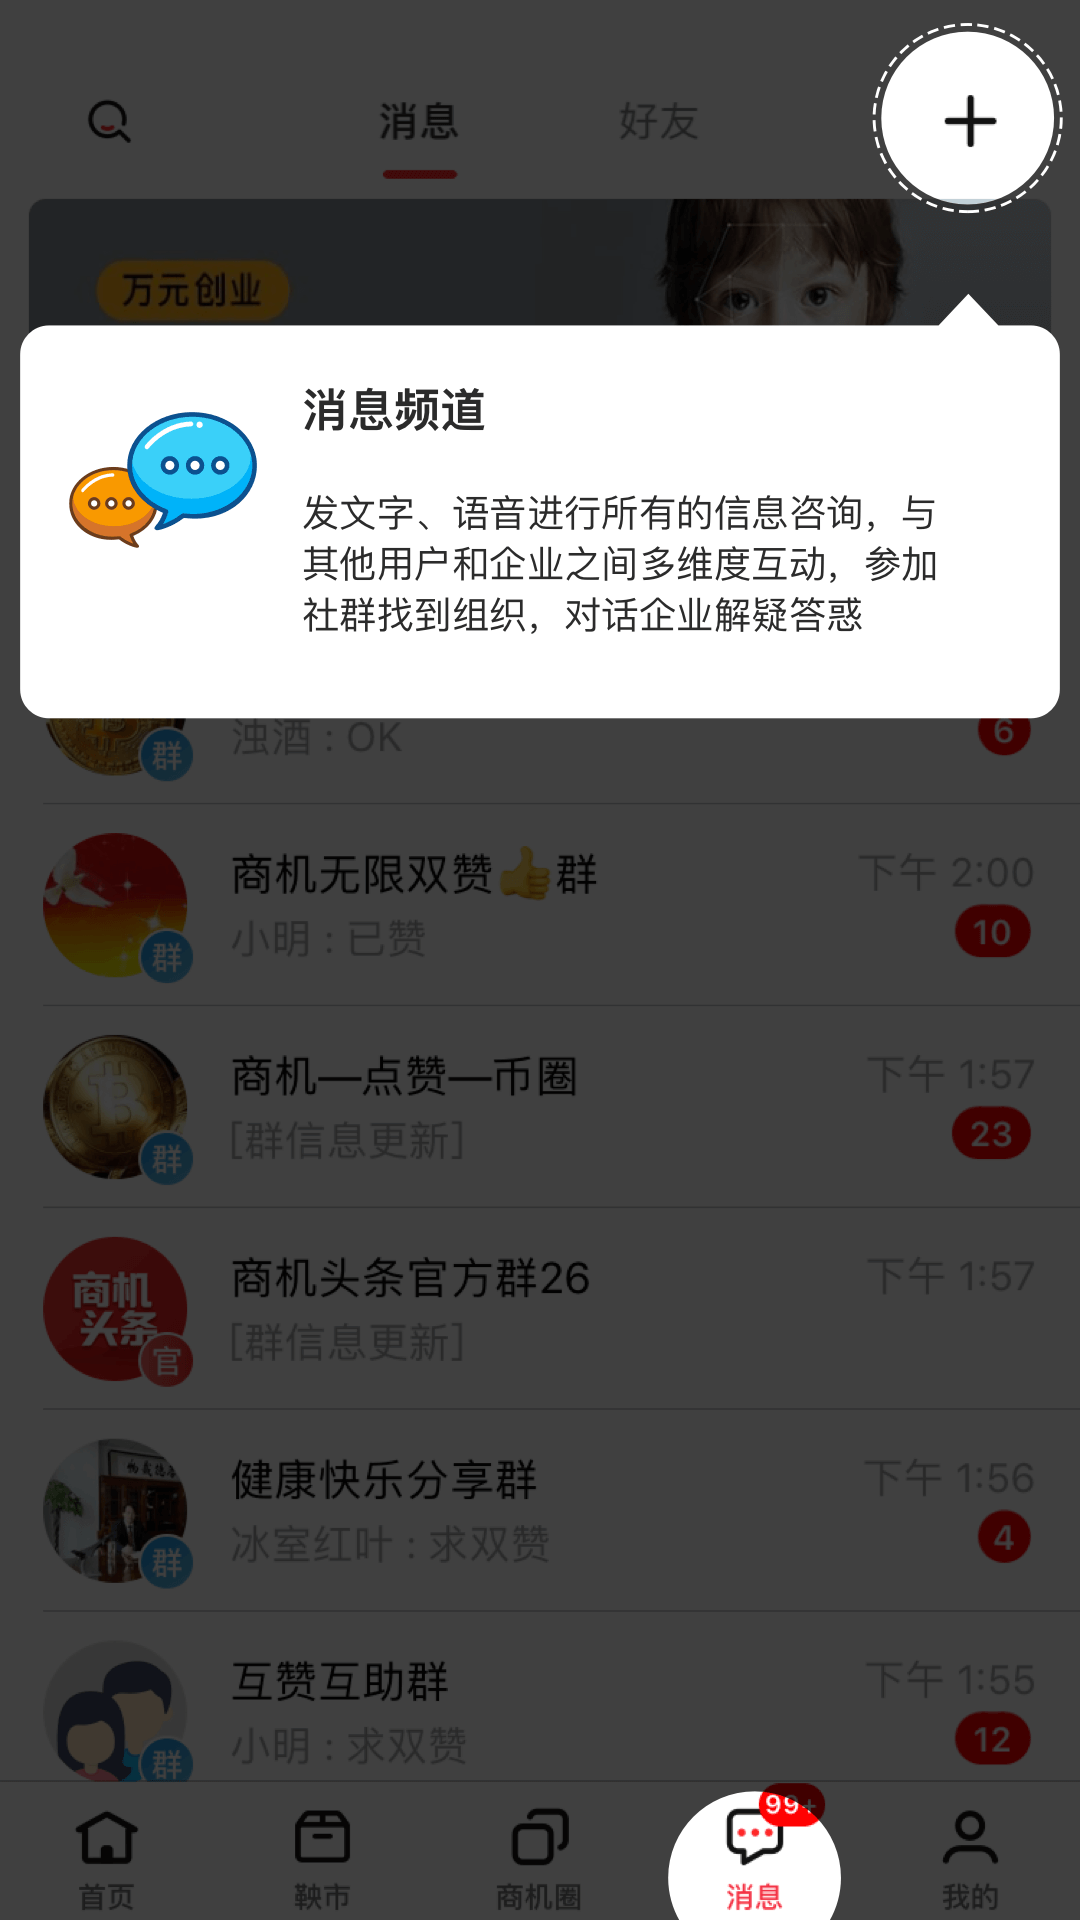 消息
好友
万元创业
消息频道
发文字、语音进行所有的信息咨询，与
其他用户和企业之间多维度互动，参加
社群找到组织，对话企业解疑答惑
群
浊酒：OK
6
商机无限双赞👍群
下午 2:00
小明：已赞
10
群
商机—点赞—币圈
下午 1:57
[群信息更新]
23
群
商机头条官方群26
下午 1:57
商机
头条
[群信息更新]
官
健康快乐分享群
下午 1:56
冰室红叶：求双赞
4
群
互赞互助群
下午 1:55
小明：求双赞
12
群
99+
首页
鞅市
商机圈
消息
我的